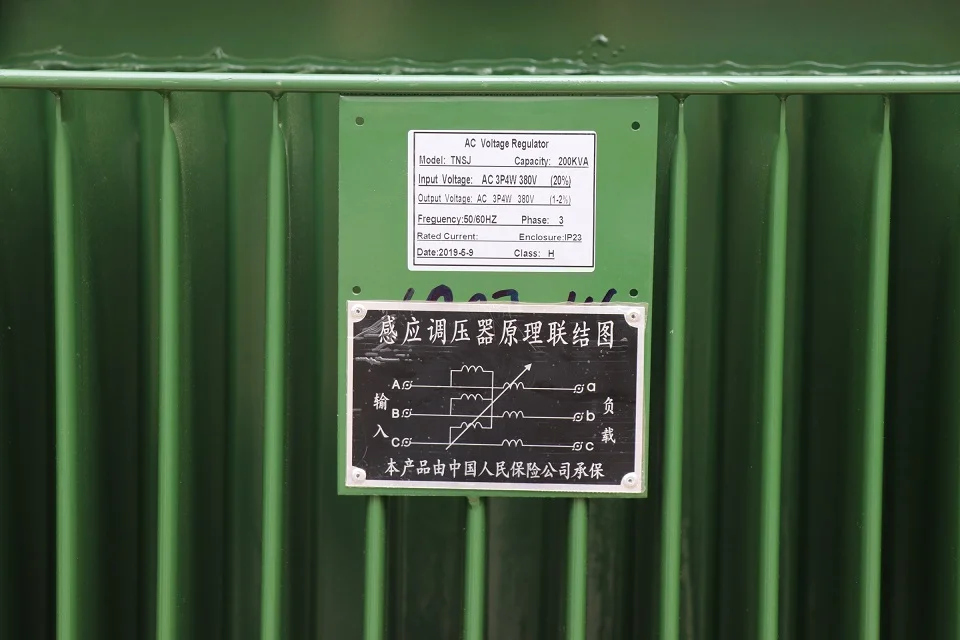 AC Voltage Regulator
Model: TNSJ Capacity: 200KVA
Input Voltage: AC 3P4W 380V (20%)
Output Voltage: AC 3P4W 380V (1-2%)
Freguency:50/60HZ Phase: 3
Rated Current: Enclosure:IP23
Date:2019-5-9 Class: H
感应调压器原理联结图
A a
输 负
B b
入 载
C c
本产品由中国人民保险公司承保